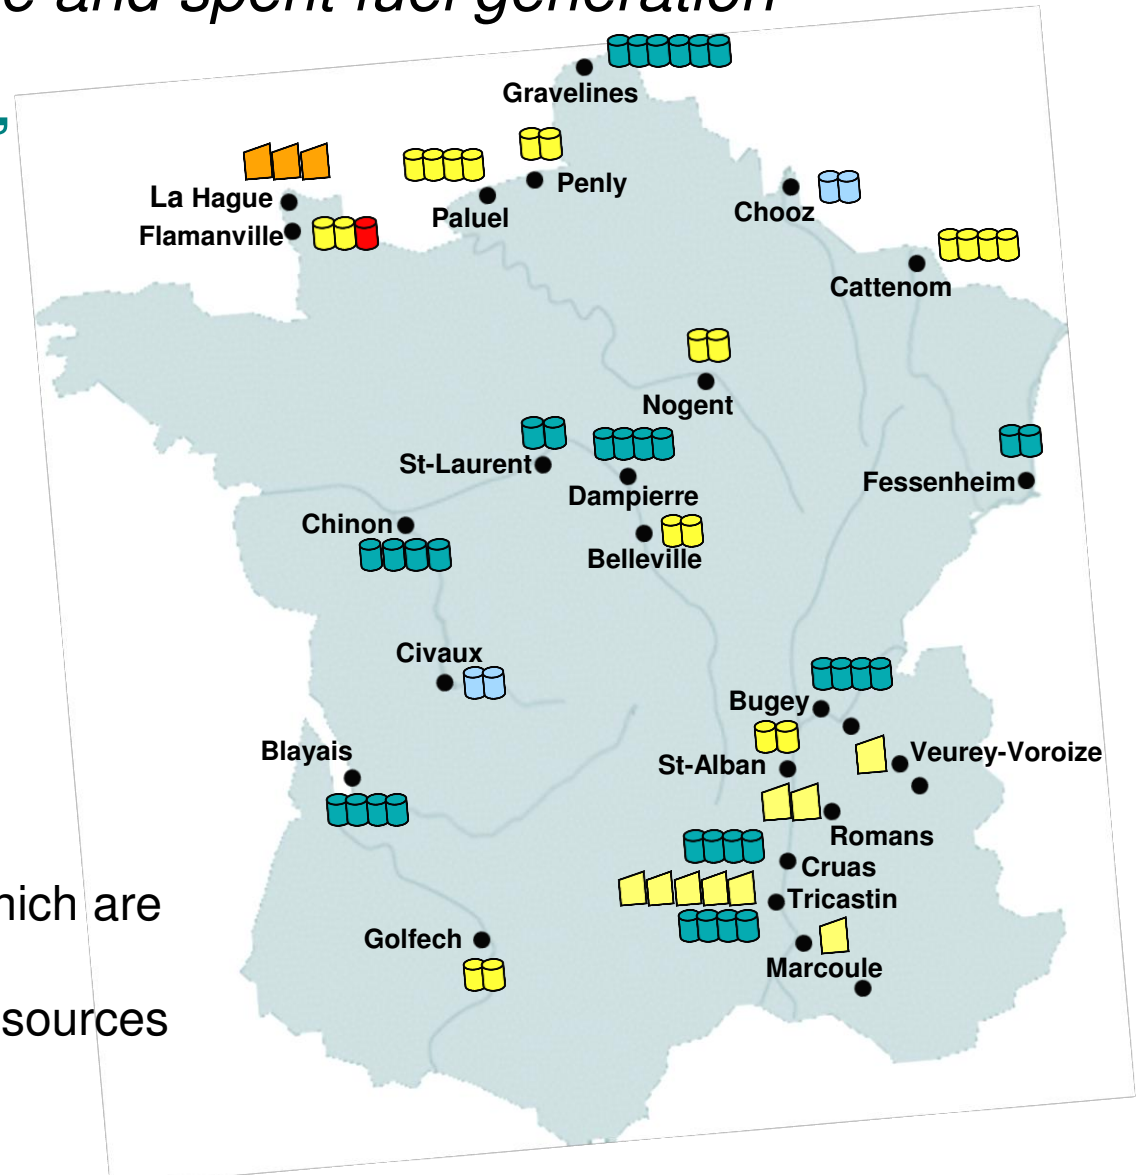 e and spent fuel generation
,
Gravelines
Penly
La Hague
Paluel
Chooz
Flamanville
Cattenom
Nogent
St-Laurent
Fessenheim
Dampierre
Chinon
Belleville
Civaux
Bugey
Blayais
Veurey-Voroize
St-Alban
Romans
Cruas
Tricastin
hich are
Golfech
Marcoule
sources